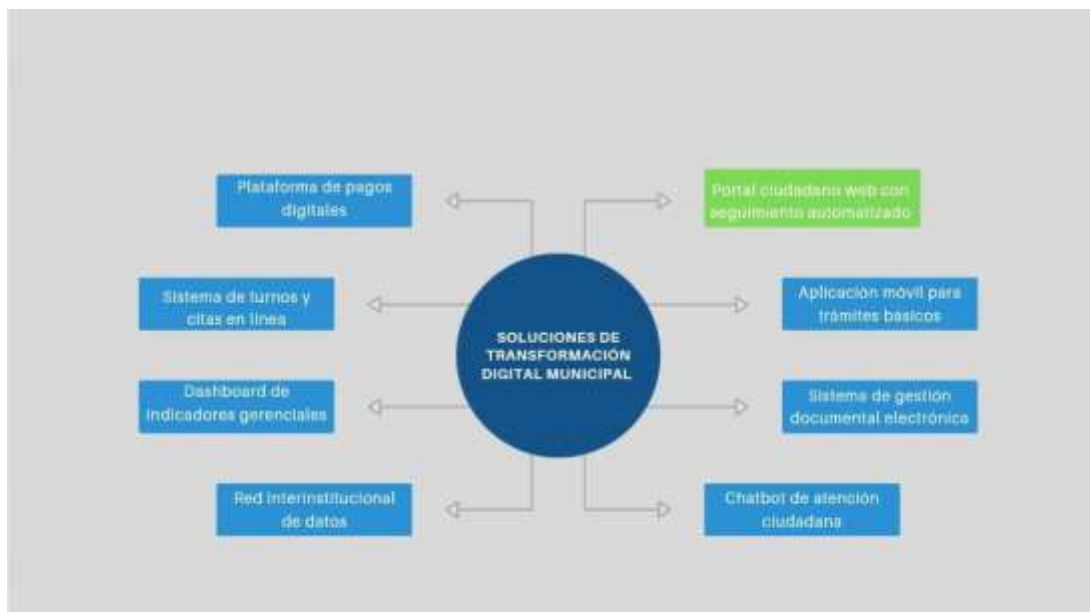 Plataforma de pagos
digitales
Portal ciudadano web con
seguimiento automatizado
Sistema de turnos y
citas en línea
Aplicación móvil para
trámites básicos
SOLUCIONES DE
TRANSFORMACIÓN
DIGITAL MUNICIPAL
Dashboard de
indicadores gerenciales
Sistema de gestión
documental electrónica
Red interinstitucional
de datos
Chatbot de atención
ciudadana